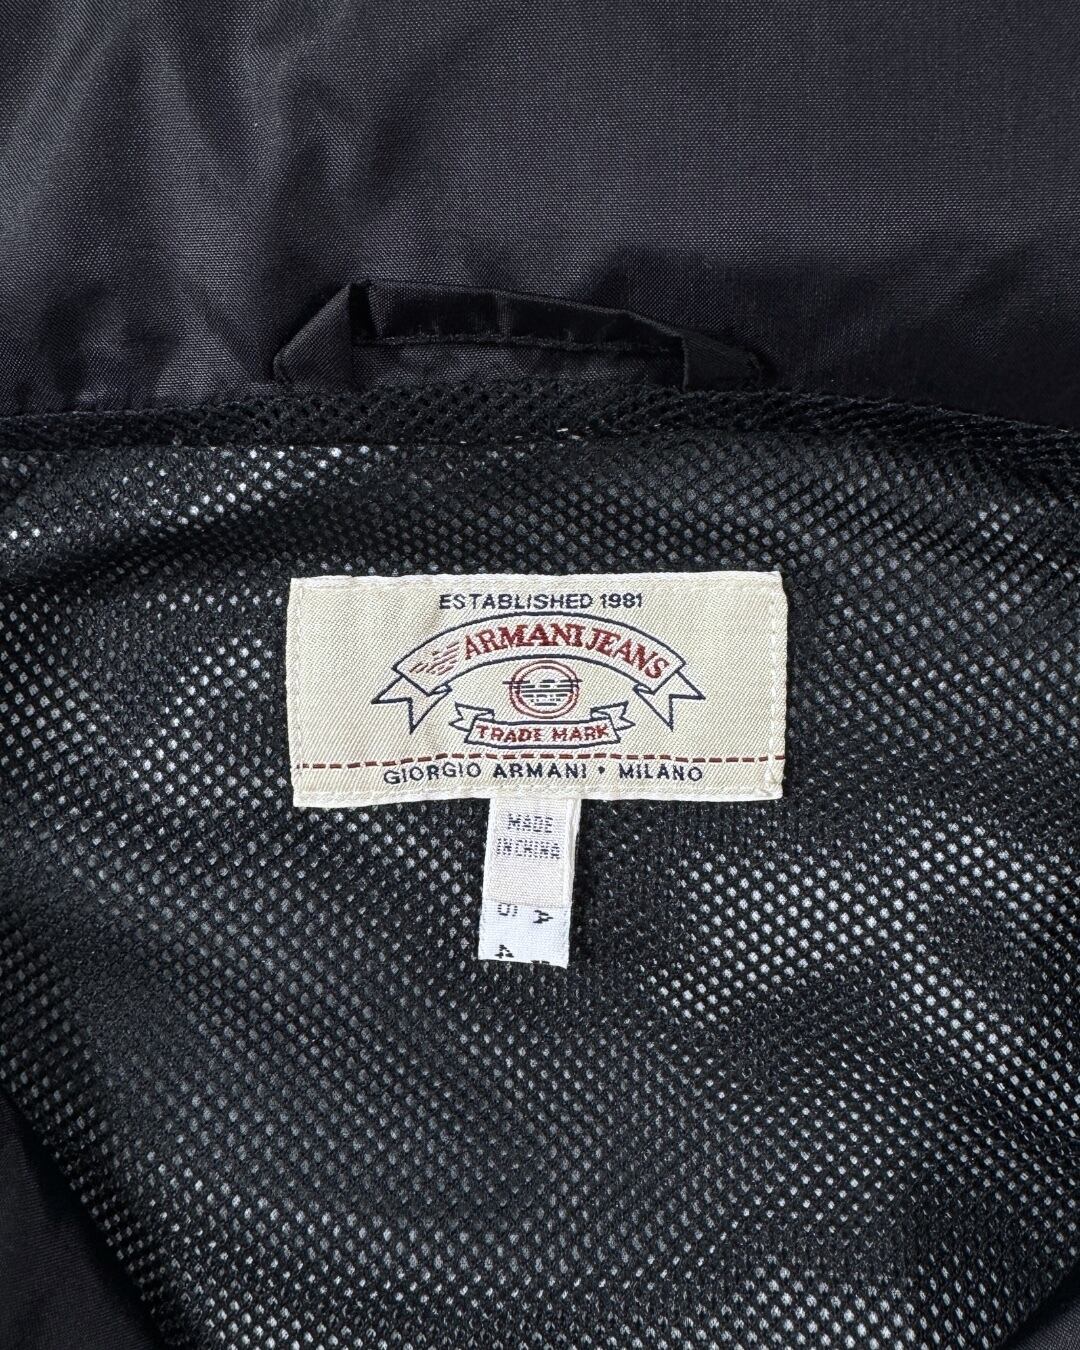 ESTABLISHED 1981
ARMANI JEANS
TRADE MARK
GIORGIO ARMANI • MILANO
MADE
IN CHINA